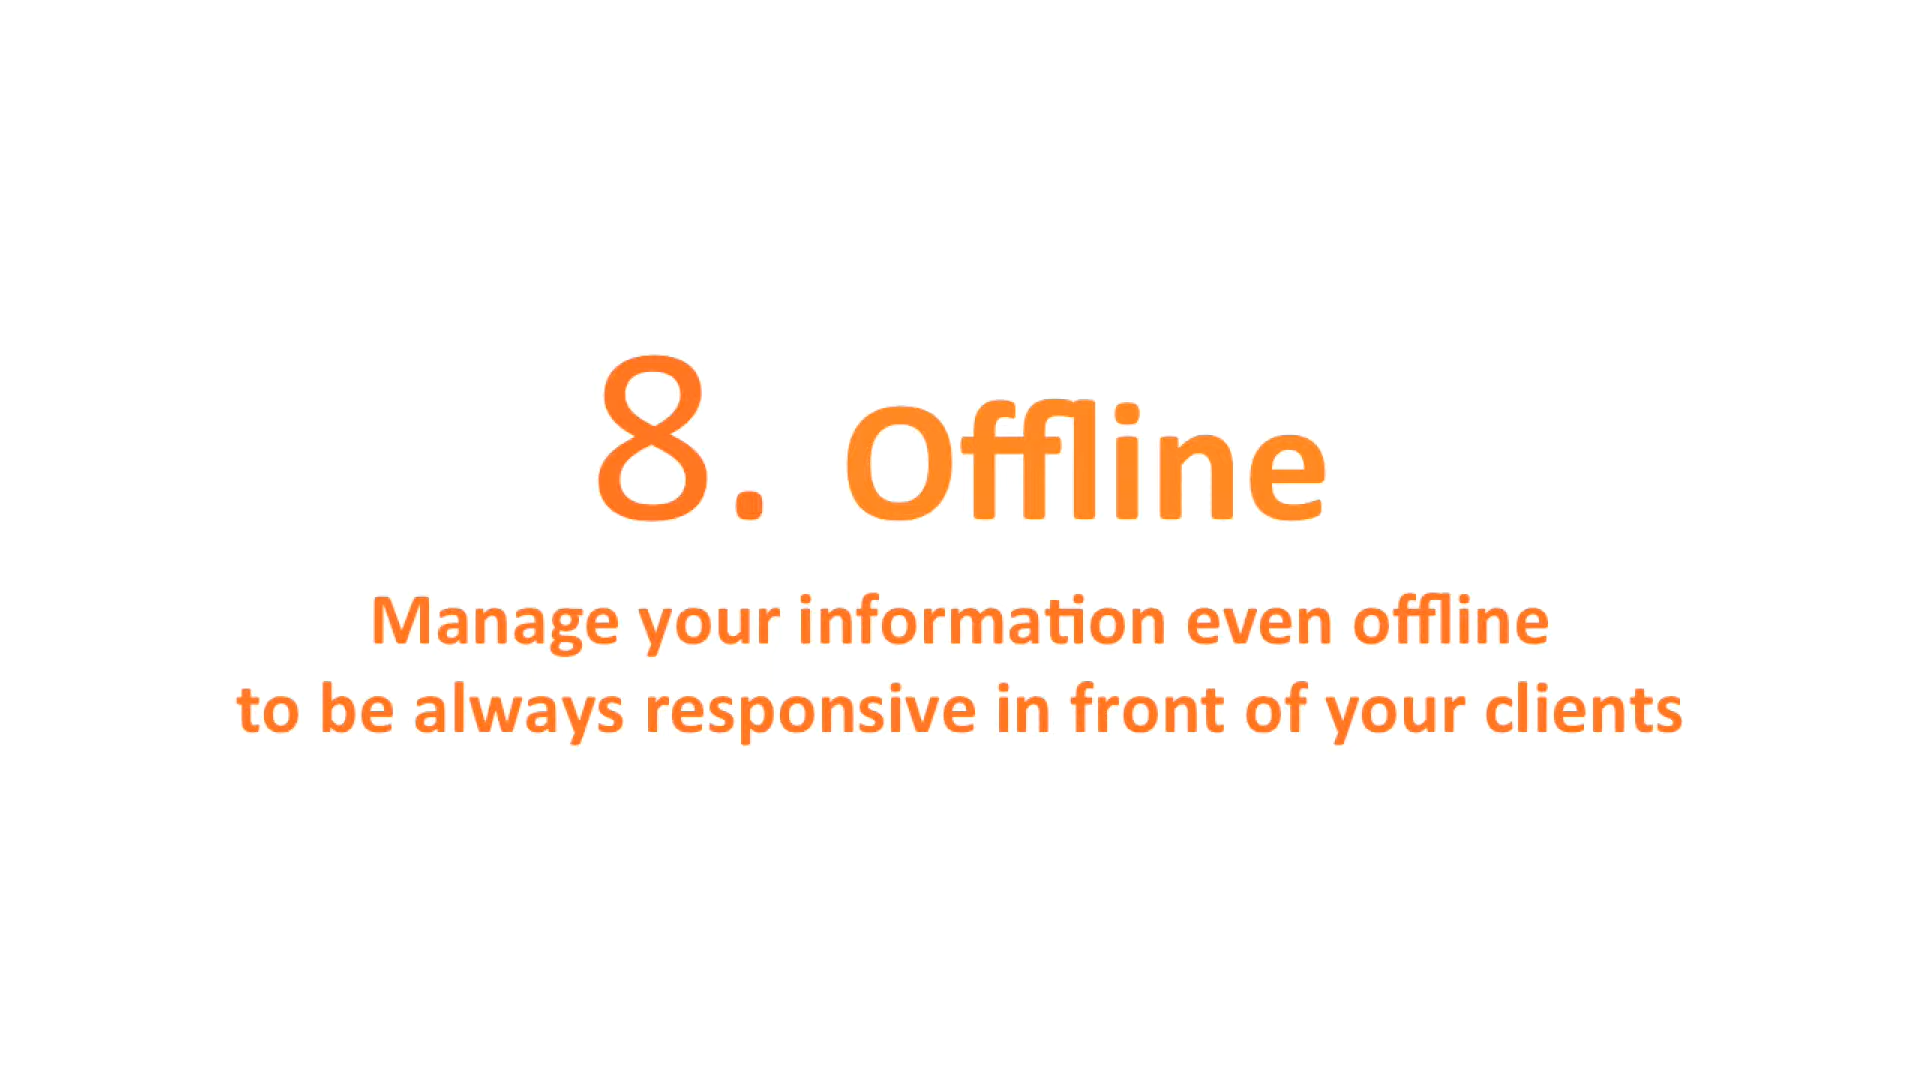 8. Offline
Manage your information even offline
to be always responsive in front of your clients